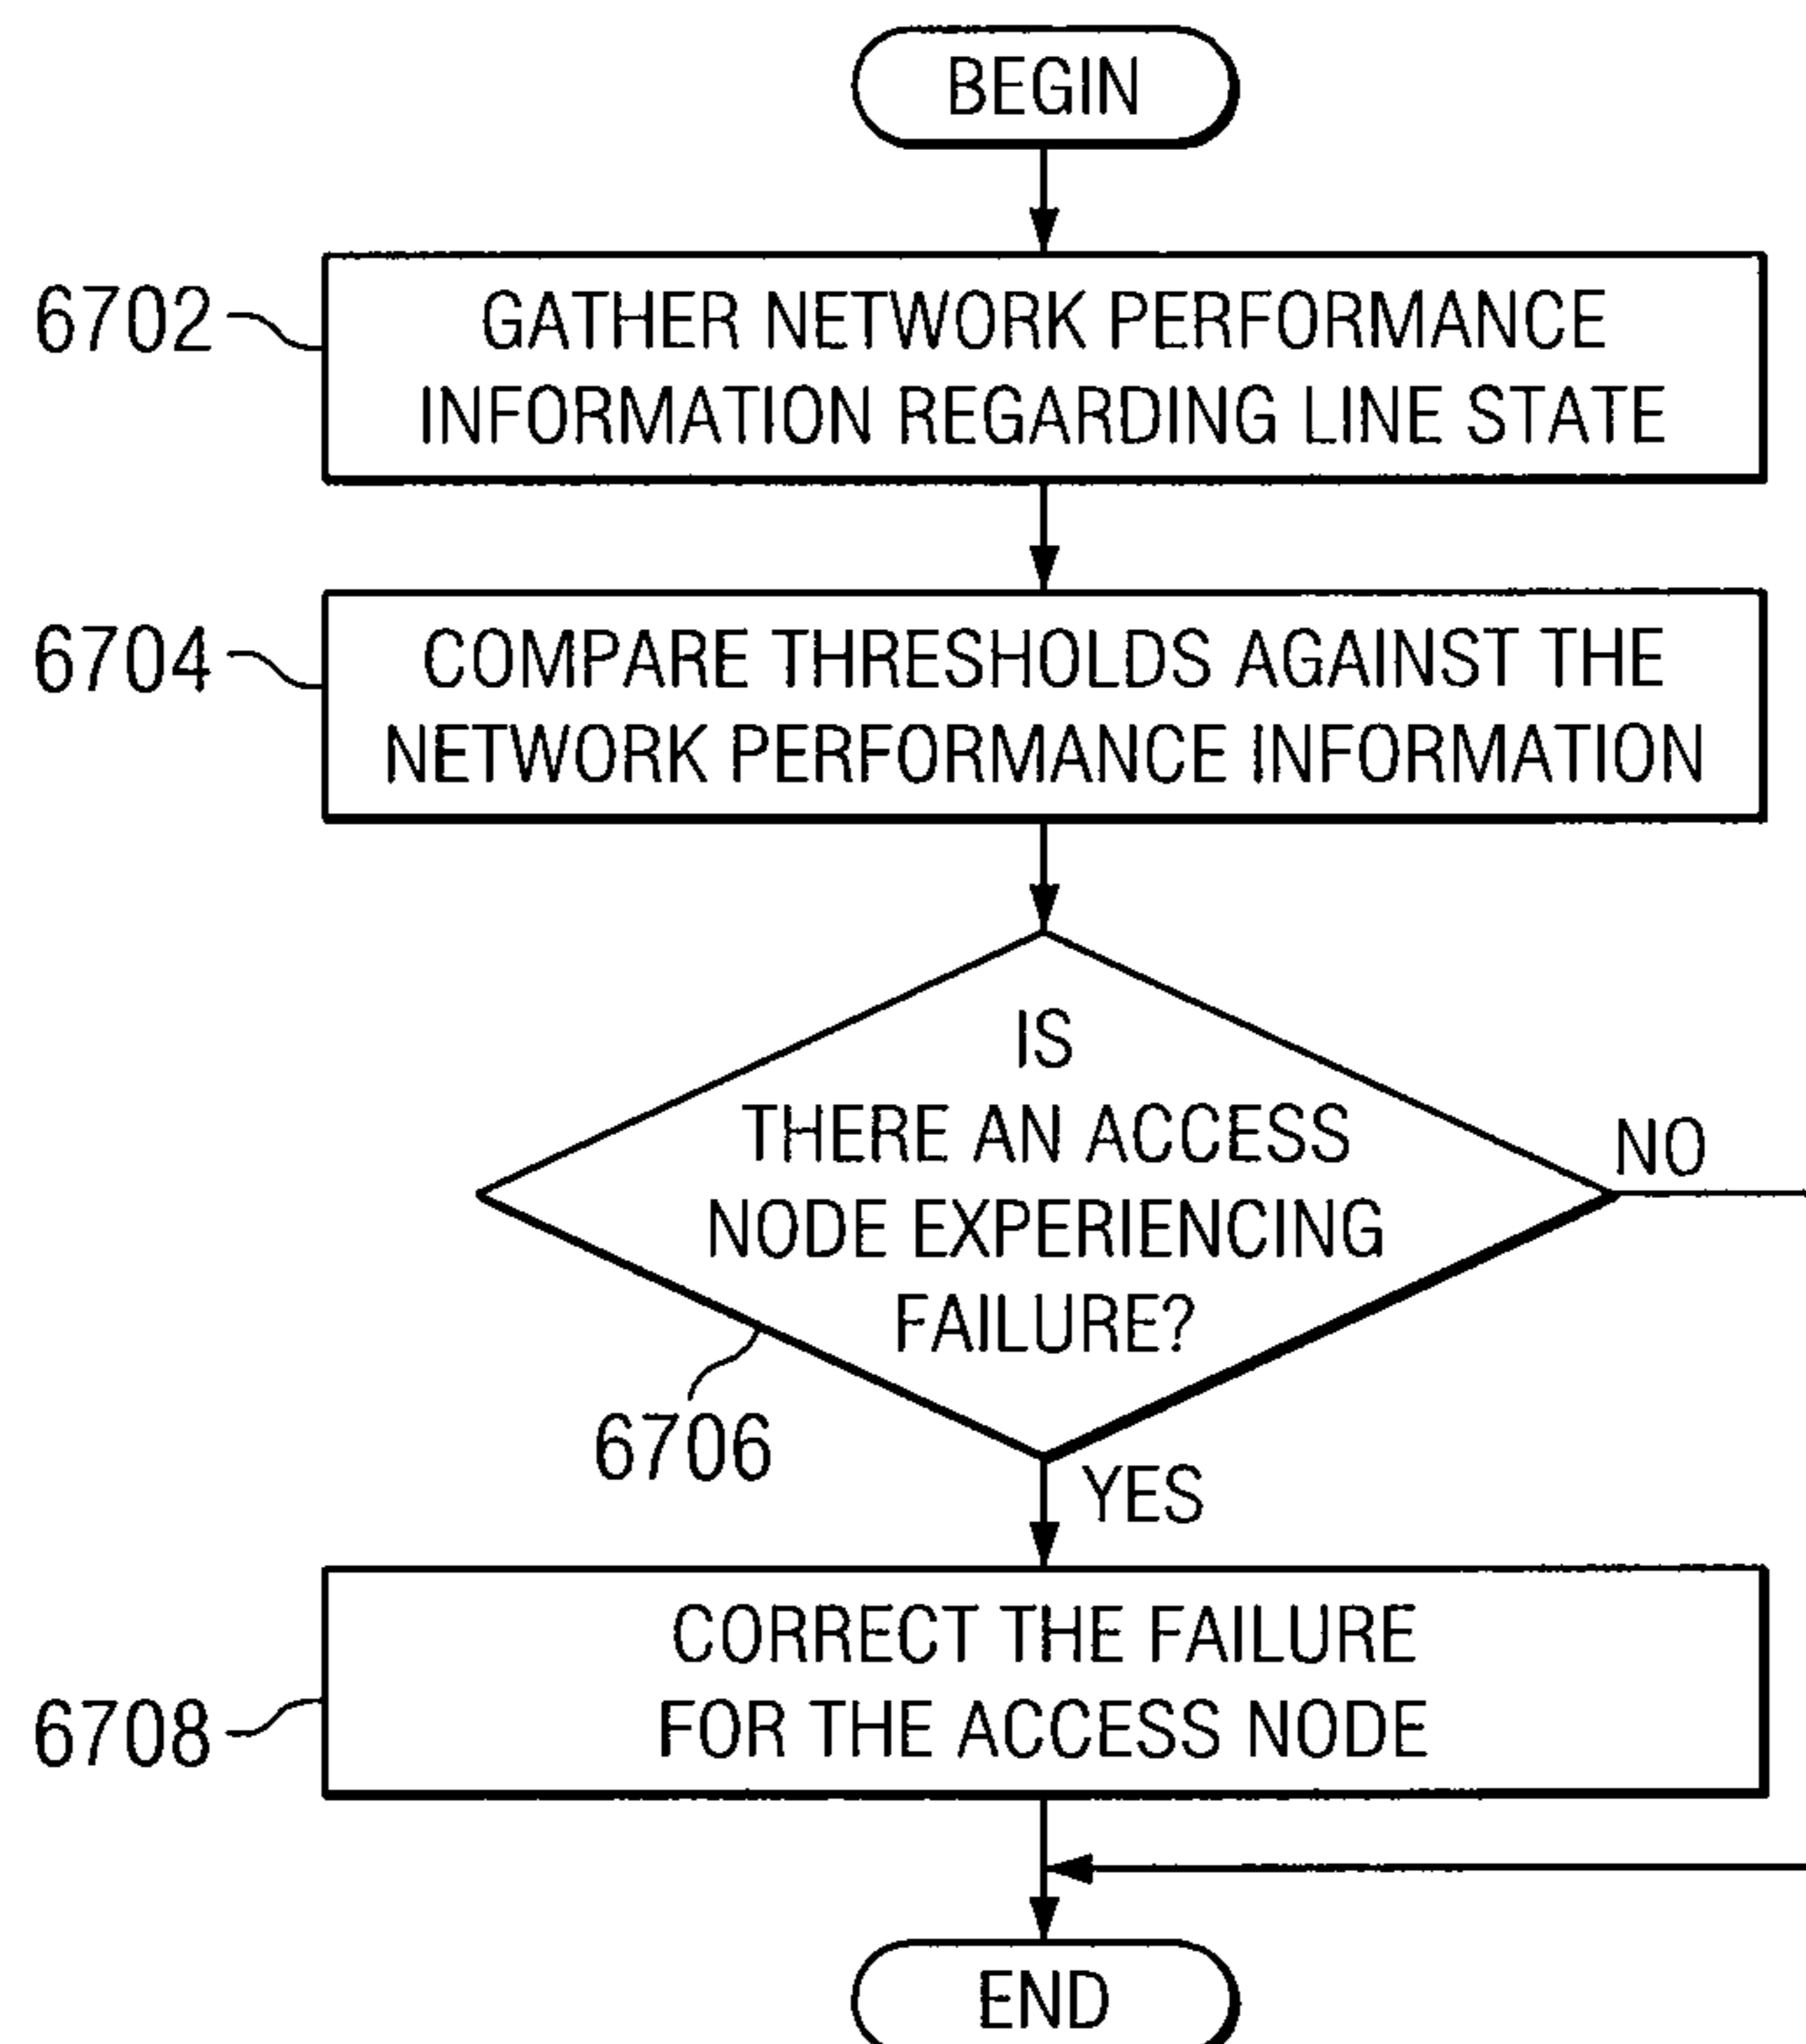 BEGIN
6702
GATHER NETWORK PERFORMANCE
INFORMATION REGARDING LINE STATE
6704
COMPARE THRESHOLDS AGAINST THE
NETWORK PERFORMANCE INFORMATION
IS
THERE AN ACCESS
NODE EXPERIENCING
FAILURE?
NO
6706
YES
CORRECT THE FAILURE
FOR THE ACCESS NODE
6708
END